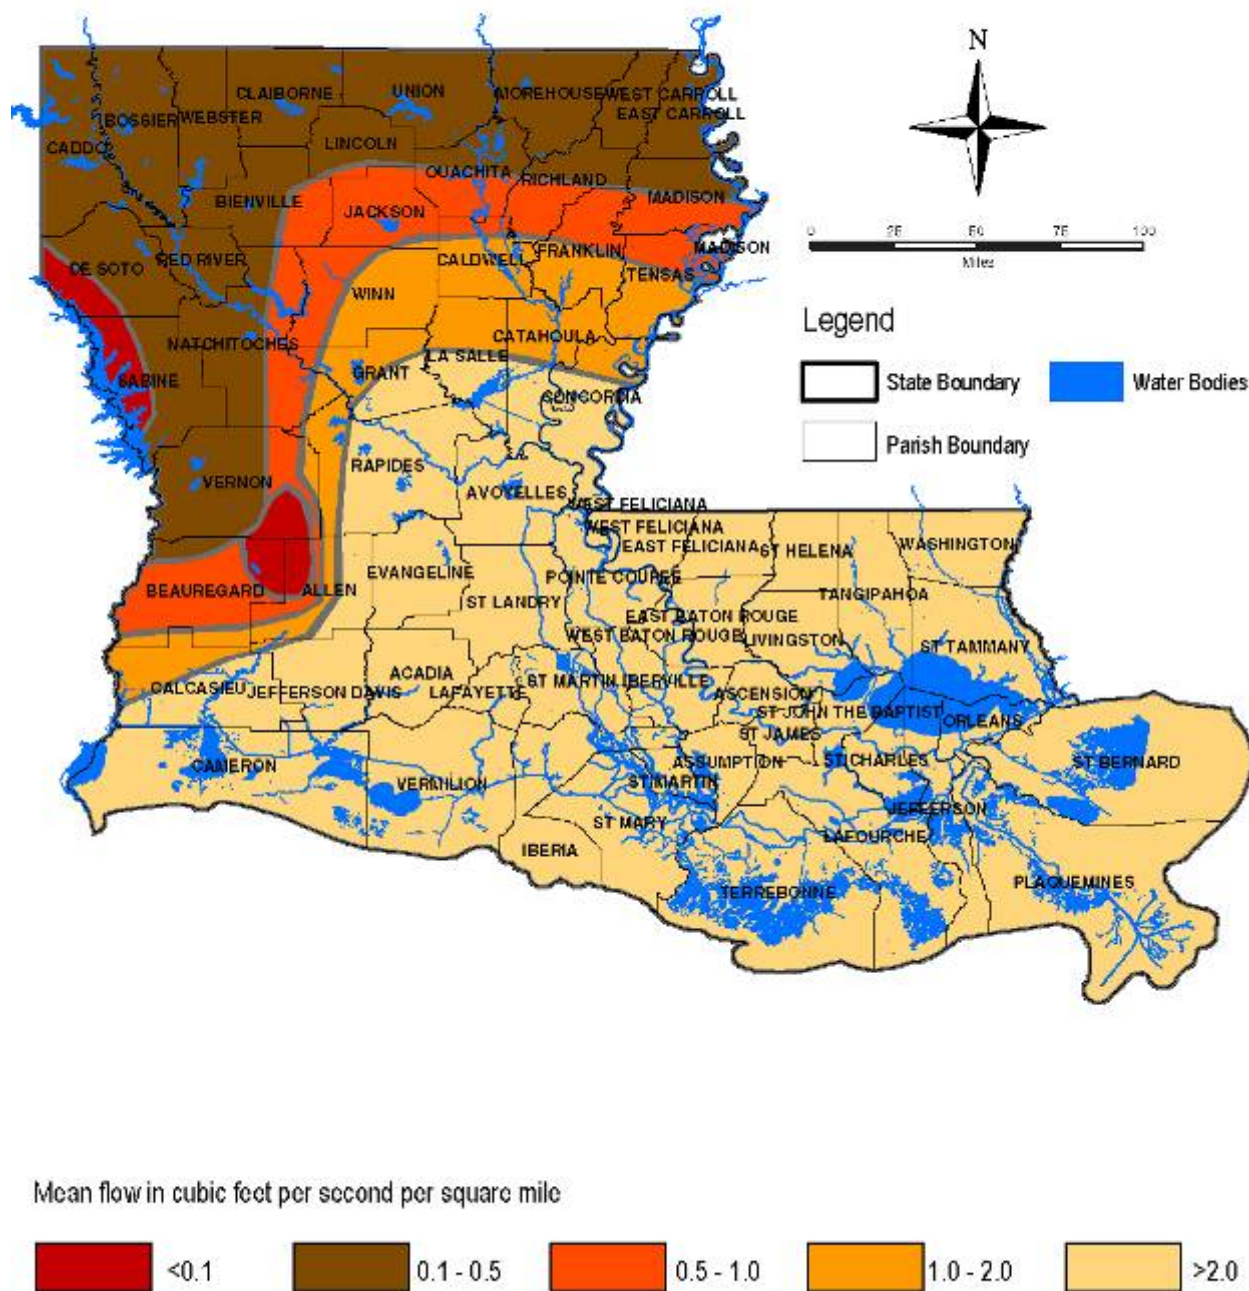 N
CLAIBORNE
UNION
MOREHOUSE
WEST CARROLL
EAST CARROLL
BOSSIER
WEBSTER
CADDO
LINCOLN
OUACHITA
RICHLAND
MADISON
BIENVILLE
JACKSON
0 25 50 75 100
Miles
DE SOTO
RED RIVER
CALDWELL
FRANKLIN
MADISON
TENSAS
WINN
Legend
NATCHITOCHES
CATAHOULA
LA SALLE
GRANT
SABINE
CONCORDIA
State Boundary
Water Bodies
Parish Boundary
VERNON
RAPIDES
AVOYELLES
WEST FELICIANA
WEST FELICIANA
EAST FELICIANA
ST HELENA
WASHINGTON
BEAUREGARD
ALLEN
EVANGELINE
POINTE COUPEE
ST LANDRY
TANGIPAHOA
EAST BATON ROUGE
WEST BATON ROUGE
LIVINGSTON
ST TAMMANY
CALCASIEU
JEFFERSON DAVIS
ACADIA
LAFAYETTE
ST MARTIN
IBERVILLE
ASCENSION
ST JOHN THE BAPTIST
ORLEANS
ST JAMES
CAMERON
VERMILION
ASSUMPTION
ST CHARLES
ST BERNARD
ST MARTIN
ST MARY
JEFFERSON
LAFOURCHE
IBERIA
TERREBONNE
PLAQUEMINES
Mean flow in cubic feet per second per square mile
<0.1
0.1 - 0.5
0.5 - 1.0
1.0 - 2.0
>2.0